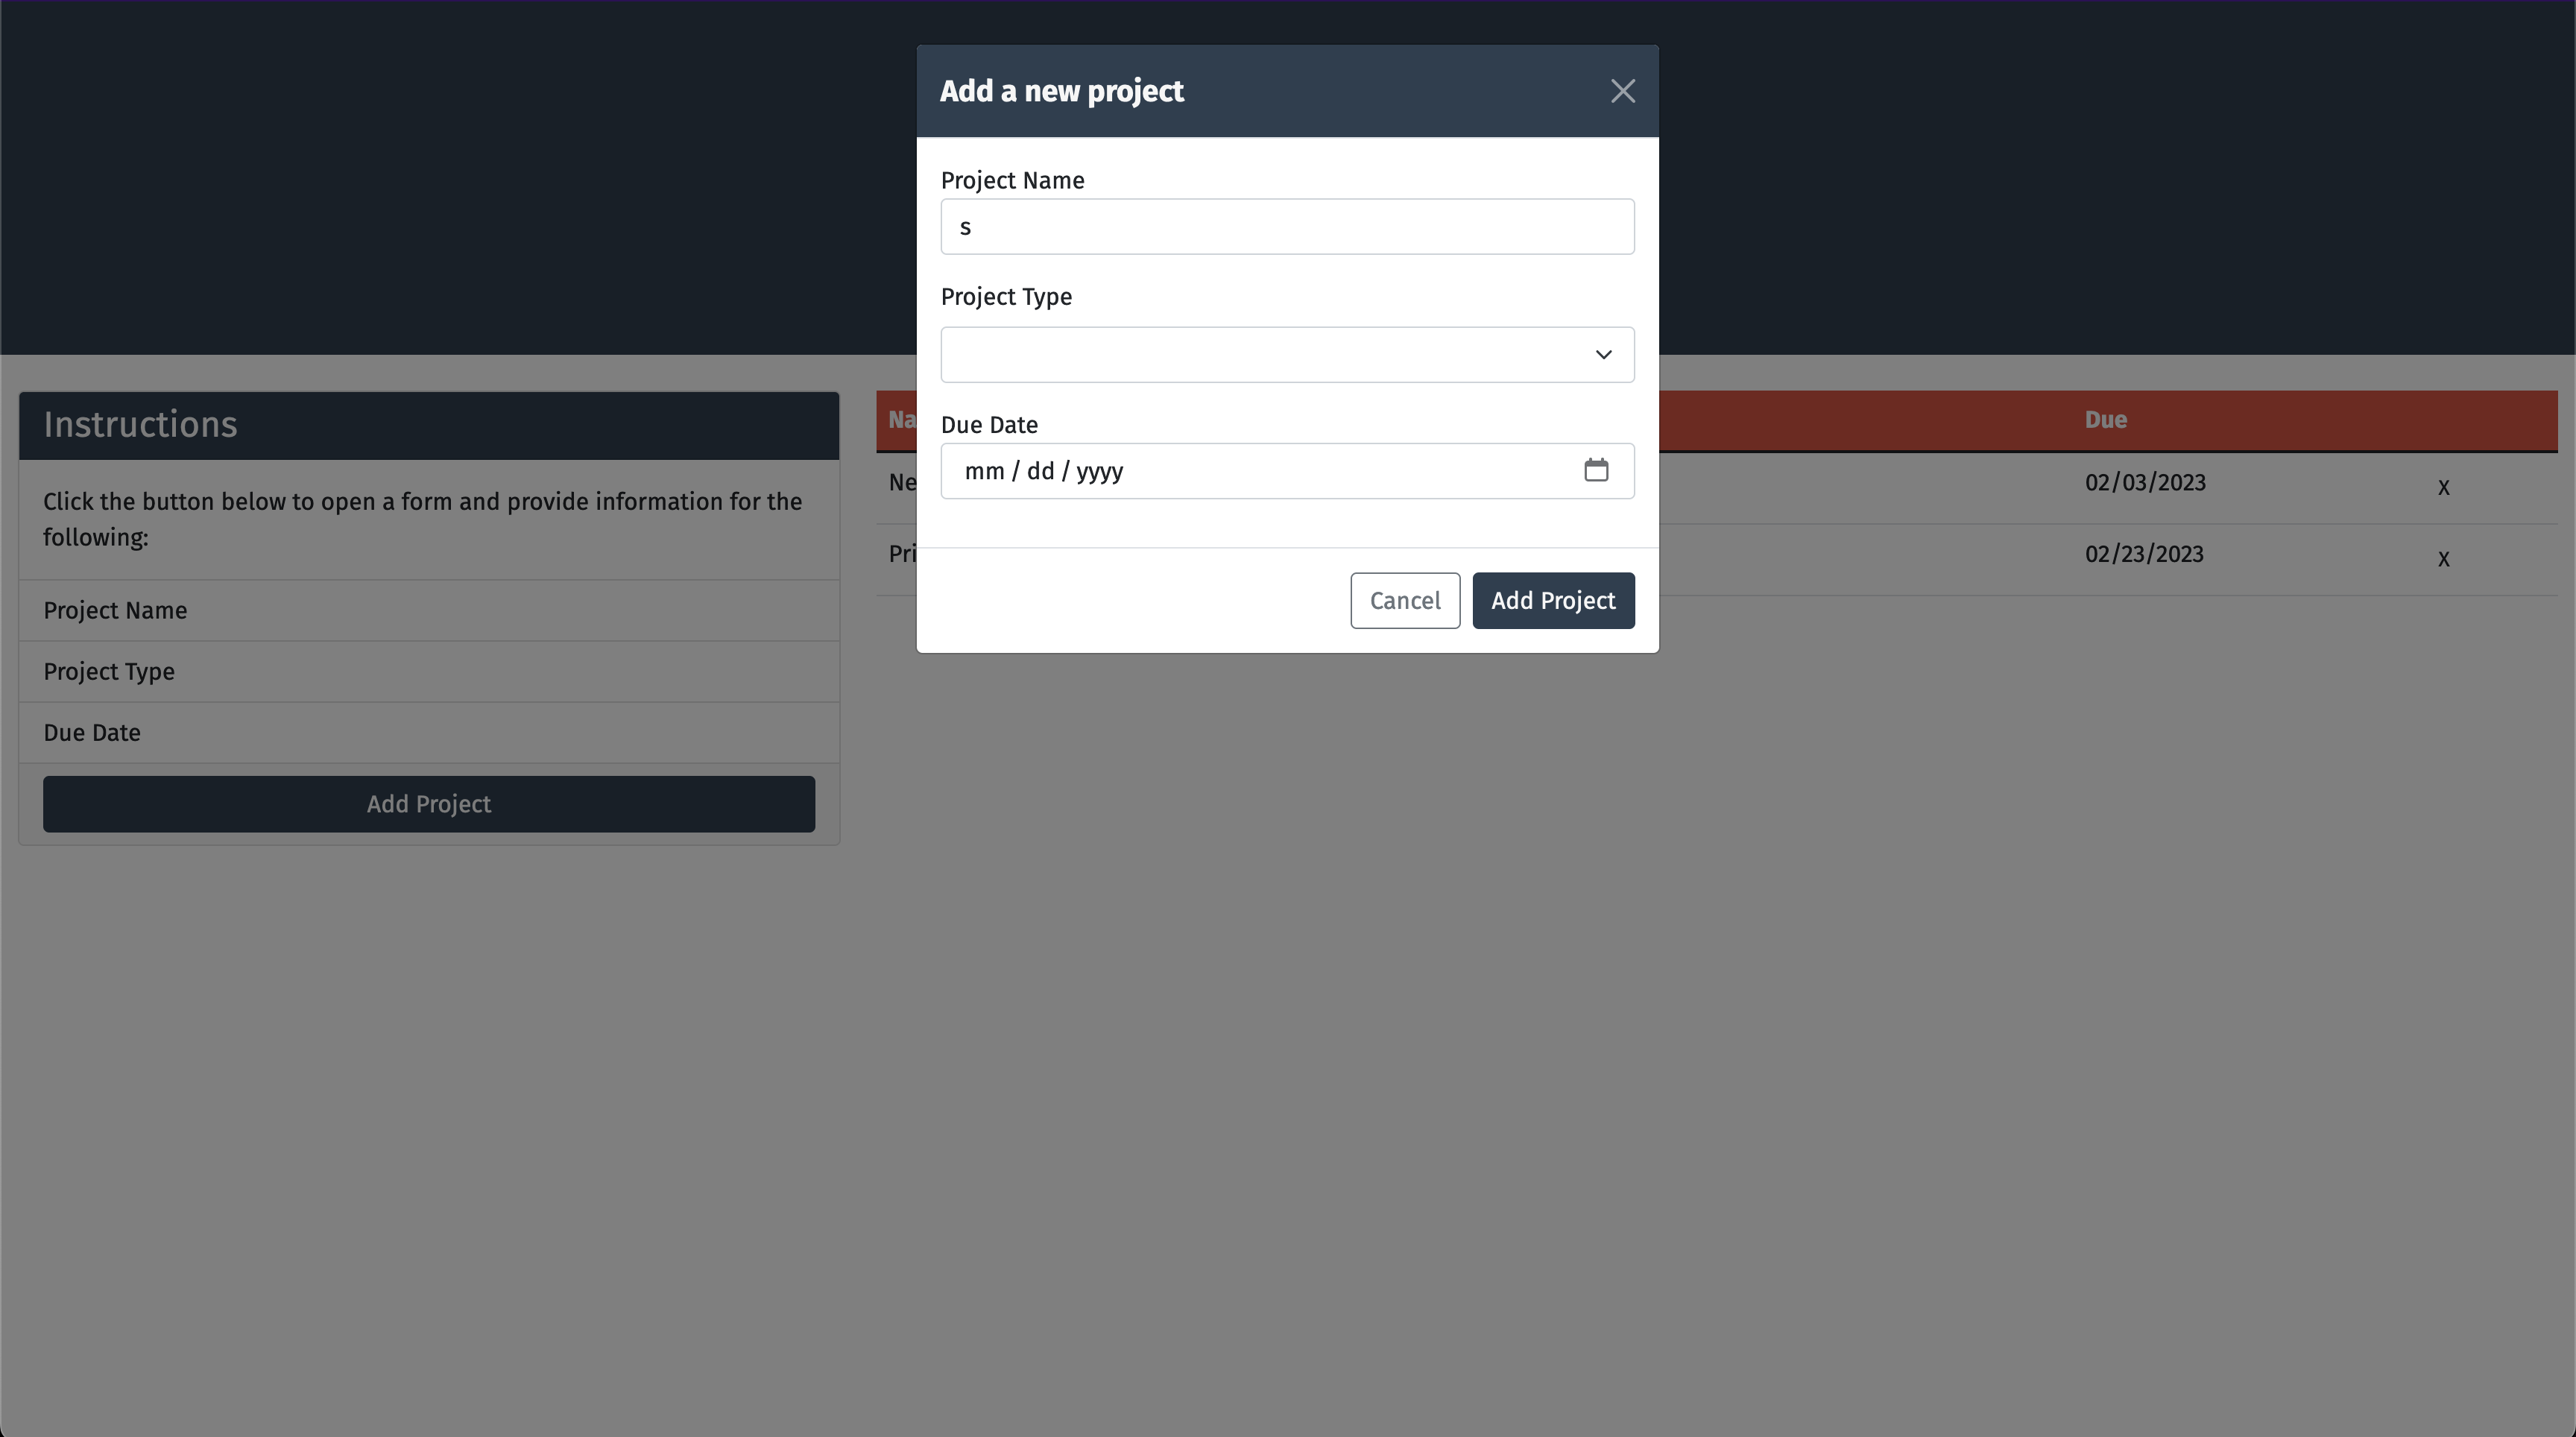 Add a new project
Project Name
s
Project Type
Due Date
mm / dd / yyyy
Cancel Add Project
Instructions
Click the button below to open a form and provide information for the
following:
Project Name
Project Type
Due Date
Add Project
Na Due
Ne 02/03/2023 x
Pri 02/23/2023 x